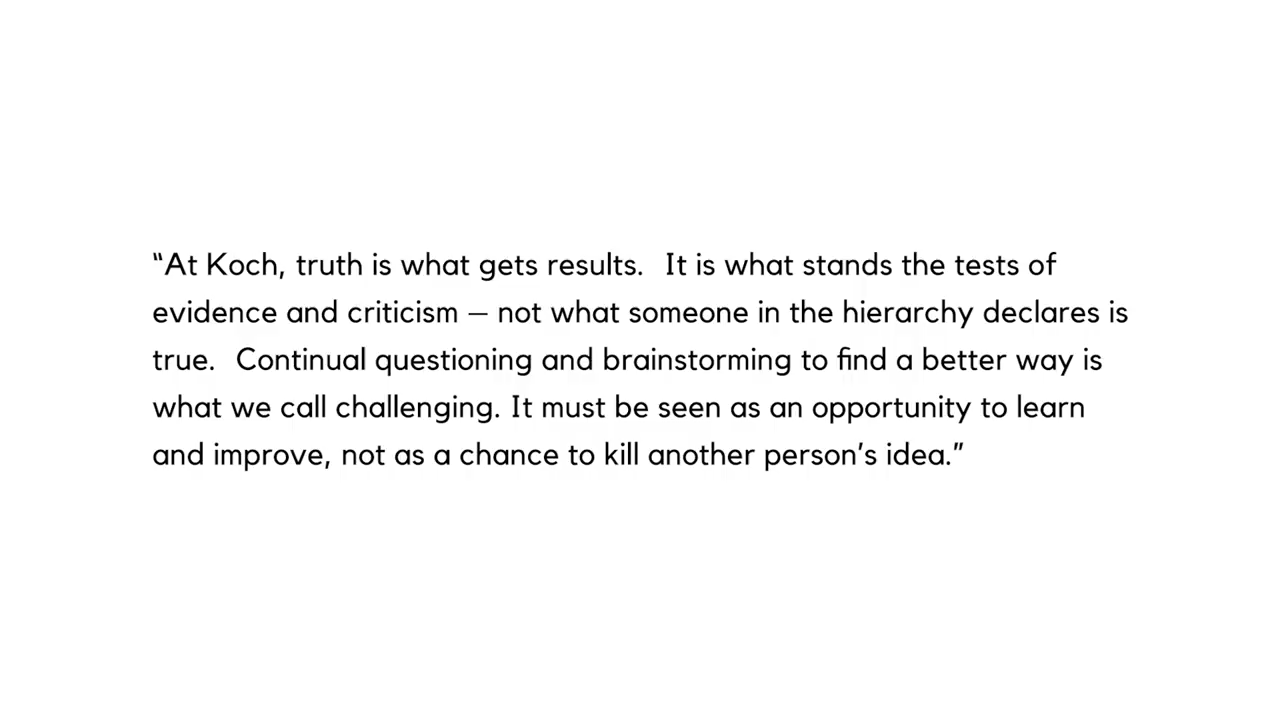 “At Koch, truth is what gets results.  It is what stands the tests of
evidence and criticism – not what someone in the hierarchy declares is
true.  Continual questioning and brainstorming to find a better way is
what we call challenging. It must be seen as an opportunity to learn
and improve, not as a chance to kill another person’s idea.”